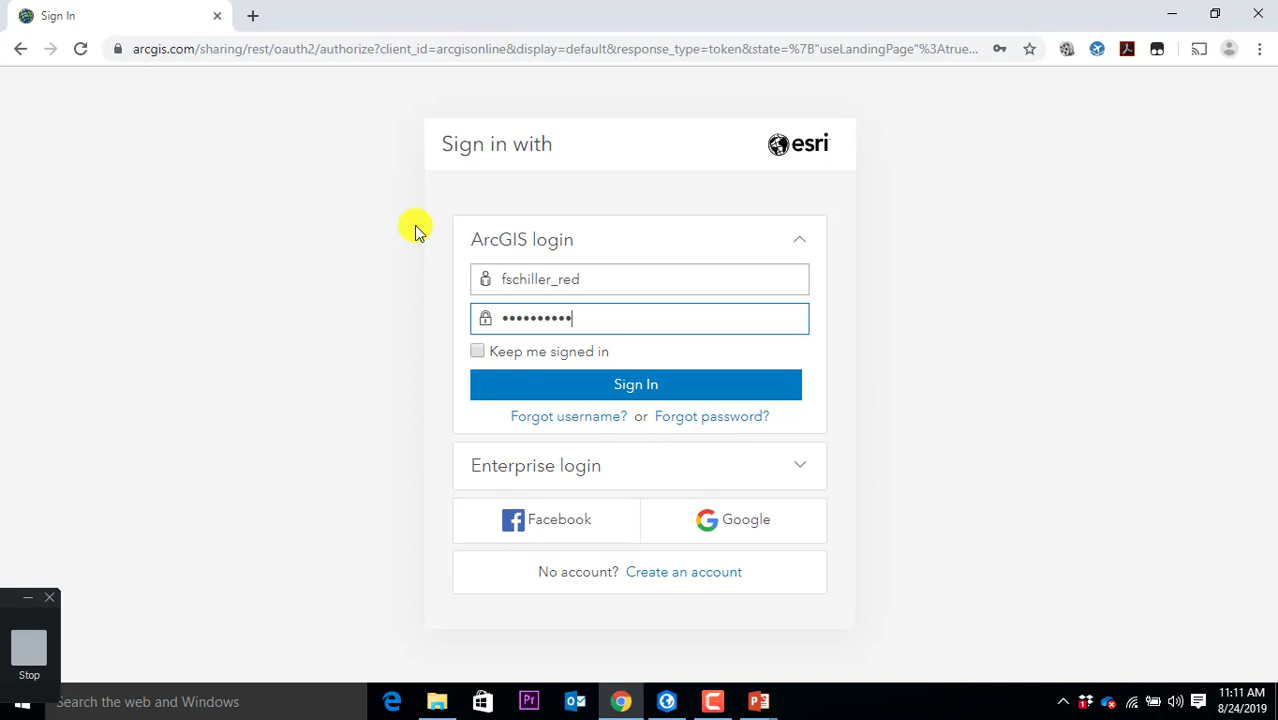 Sign In
arcgis.com/sharing/rest/oauth2/authorize?client_id=arcgisonline&display=default&response_type=token&state=%7B"useLandingPage"%3Atrue...
Sign in with
esri
ArcGIS login
fschiller_red
••••••••••
Keep me signed in
Sign In
Forgot username? or Forgot password?
Enterprise login
Facebook
Google
No account? Create an account
Stop
Search the web and Windows
Pr
11:11 AM
8/24/2019